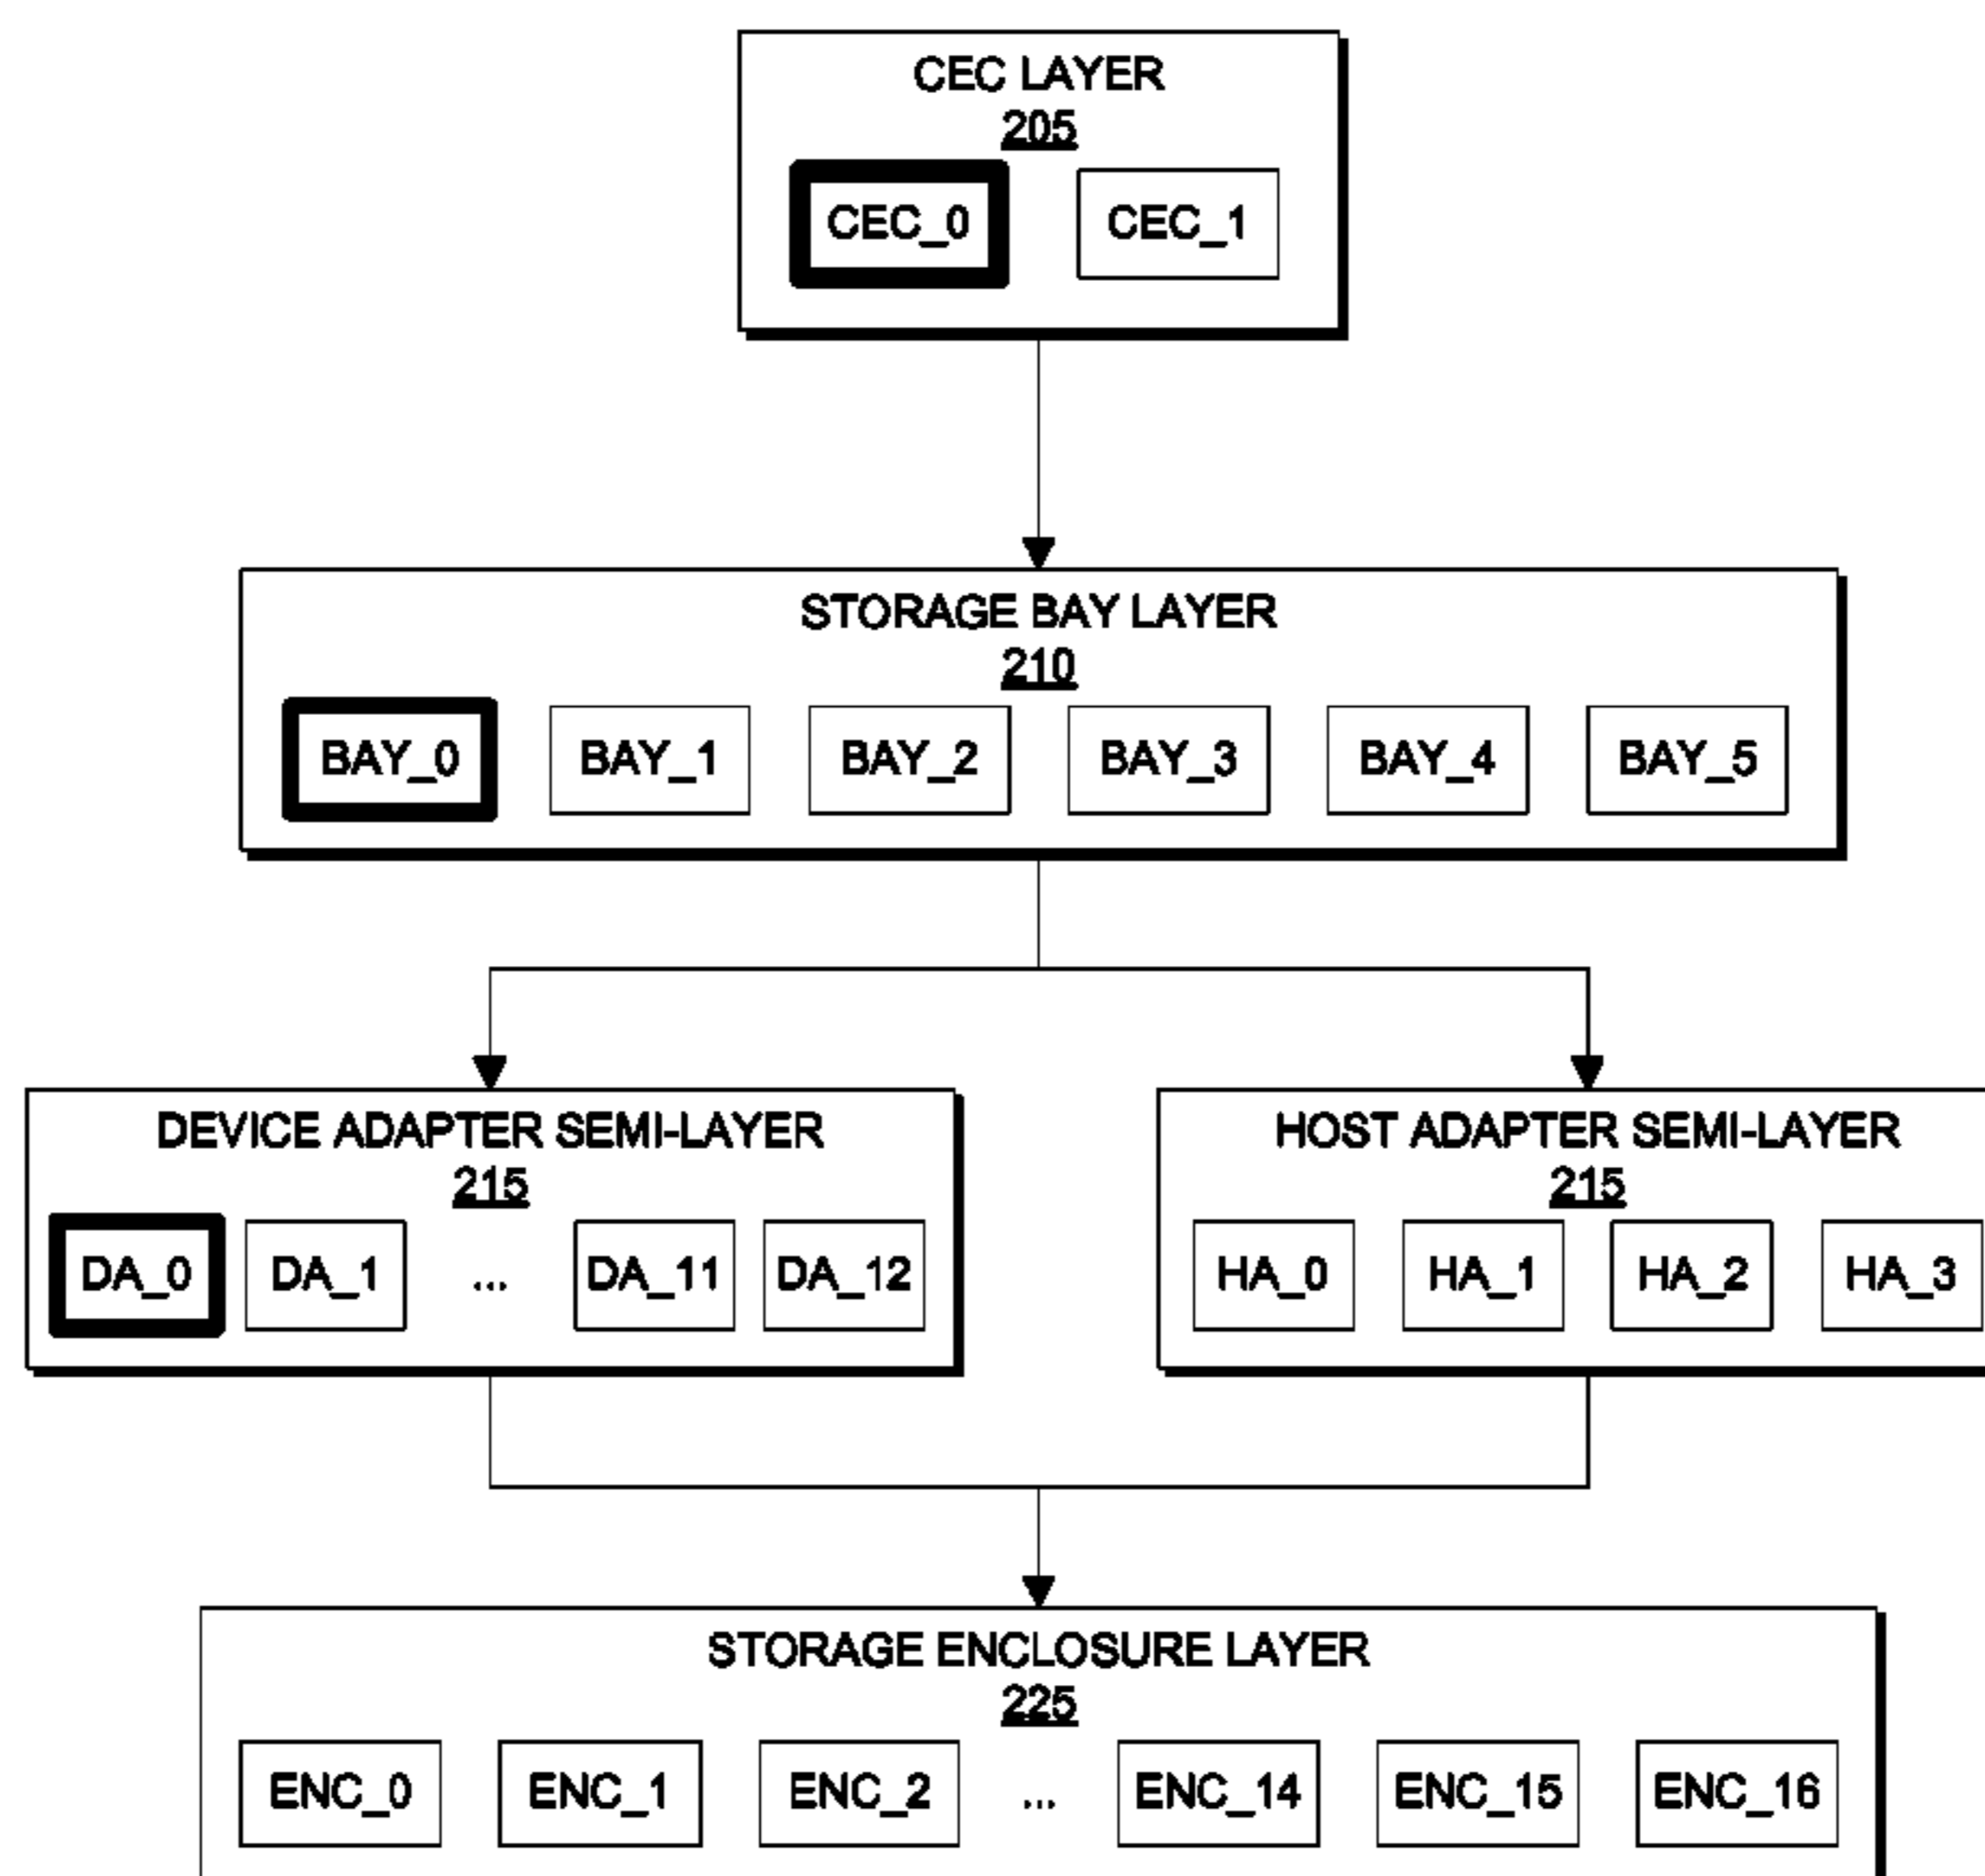 CEC LAYER
205
CEC_0 CEC_1
STORAGE BAY LAYER
210
BAY_0 BAY_1 BAY_2 BAY_3 BAY_4 BAY_5
DEVICE ADAPTER SEMI-LAYER
215
DA_0 DA_1 ... DA_11 DA_12
HOST ADAPTER SEMI-LAYER
215
HA_0 HA_1 HA_2 HA_3
STORAGE ENCLOSURE LAYER
225
ENC_0 ENC_1 ENC_2 ... ENC_14 ENC_15 ENC_16